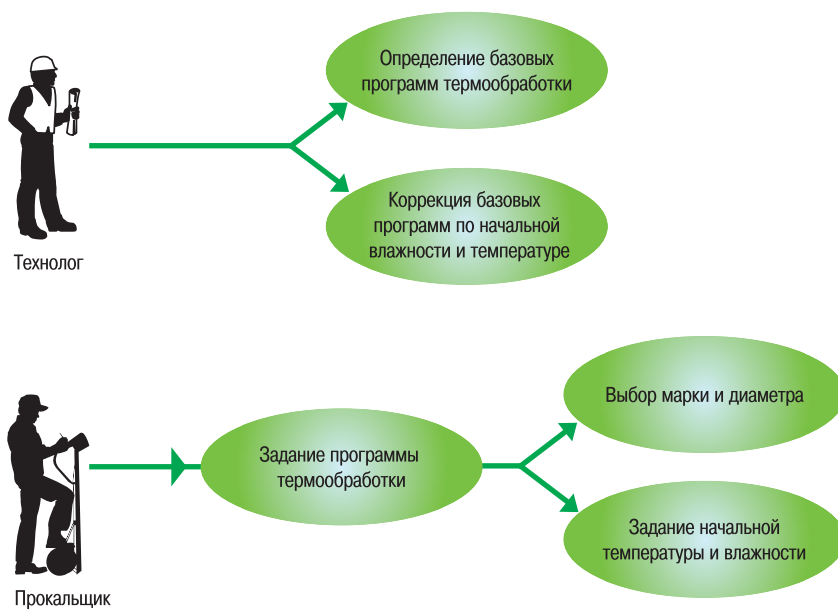 Определение базовых
программ термообработки
Коррекция базовых
программ по начальной
влажности и температуре
Технолог
Выбор марки и диаметра
Задание программы
термообработки
Задание начальной
температуры и влажности
Прокальщик